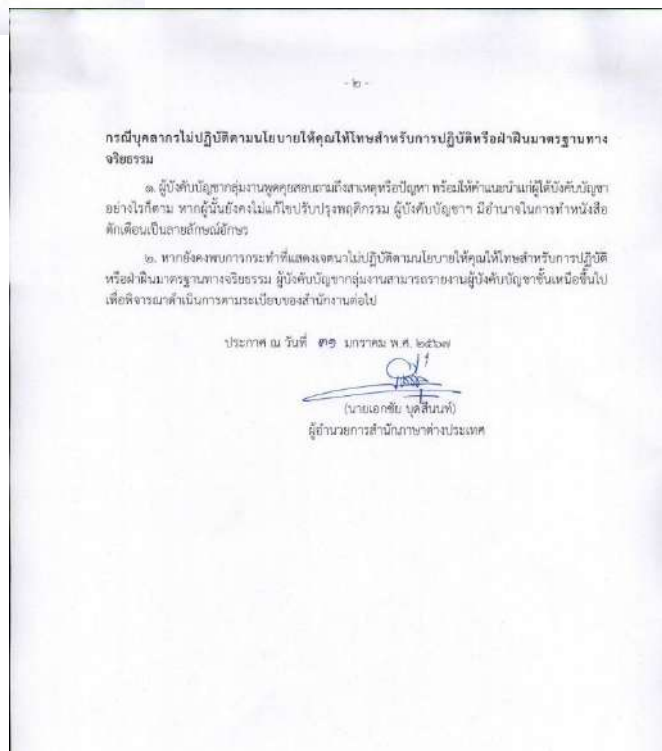 - ๒ -
กรณีบุคลากรไม่ปฏิบัติตามนโยบายให้คุณให้โทษสำหรับการปฏิบัติหรือฝ่าฝืนมาตรฐานทาง
จริยธรรม
๑. ผู้บังคับบัญชากลุ่มงานพูดคุยสอบถามถึงสาเหตุหรือปัญหา พร้อมให้คำแนะนำแก่ผู้ใต้บังคับบัญชา
อย่างไรก็ตาม หากผู้นั้นยังคงไม่แก้ไขปรับปรุงพฤติกรรม ผู้บังคับบัญชาฯ มีอำนาจในการทำหนังสือ
ตักเตือนเป็นลายลักษณ์อักษร
๒. หากยังคงพบการกระทำที่แสดงเจตนาไม่ปฏิบัติตามนโยบายให้คุณให้โทษสำหรับการปฏิบัติ
หรือฝ่าฝืนมาตรฐานทางจริยธรรม ผู้บังคับบัญชากลุ่มงานสามารถรายงานผู้บังคับบัญชาชั้นเหนือขึ้นไป
เพื่อพิจารณาดำเนินการตามระเบียบของสำนักงานต่อไป
ประกาศ ณ วันที่ ๓๑ มกราคม พ.ศ. ๒๕๖๗
(นายเอกชัย บุดสีนนท์)
ผู้อำนวยการสำนักภาษาต่างประเทศ